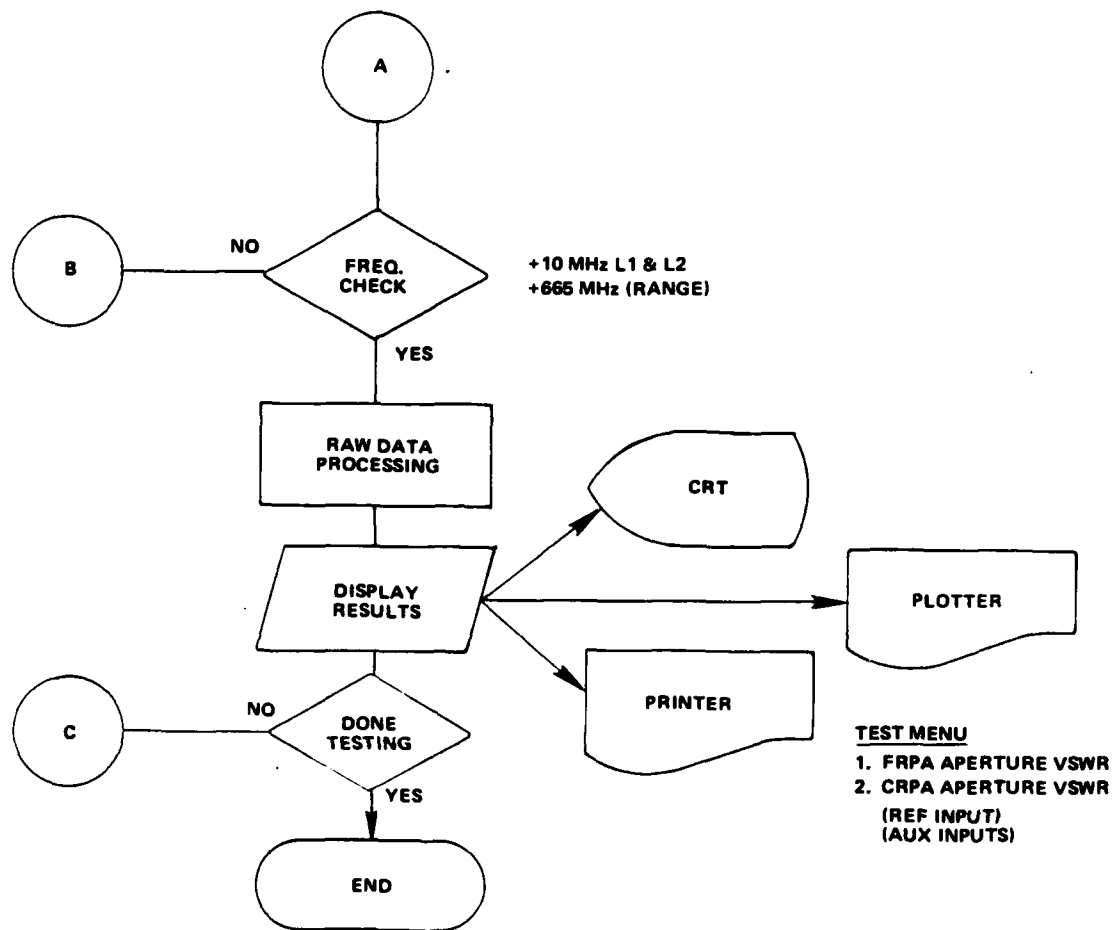 A
B
NO
FREQ.
CHECK
+10 MHz L1 & L2
+665 MHz (RANGE)
YES
RAW DATA
PROCESSING
CRT
DISPLAY
RESULTS
PLOTTER
PRINTER
C
NO
DONE
TESTING
YES
END
TEST MENU
1. FRPA APERTURE VSWR
2. CRPA APERTURE VSWR
(REF INPUT)
(AUX INPUTS)